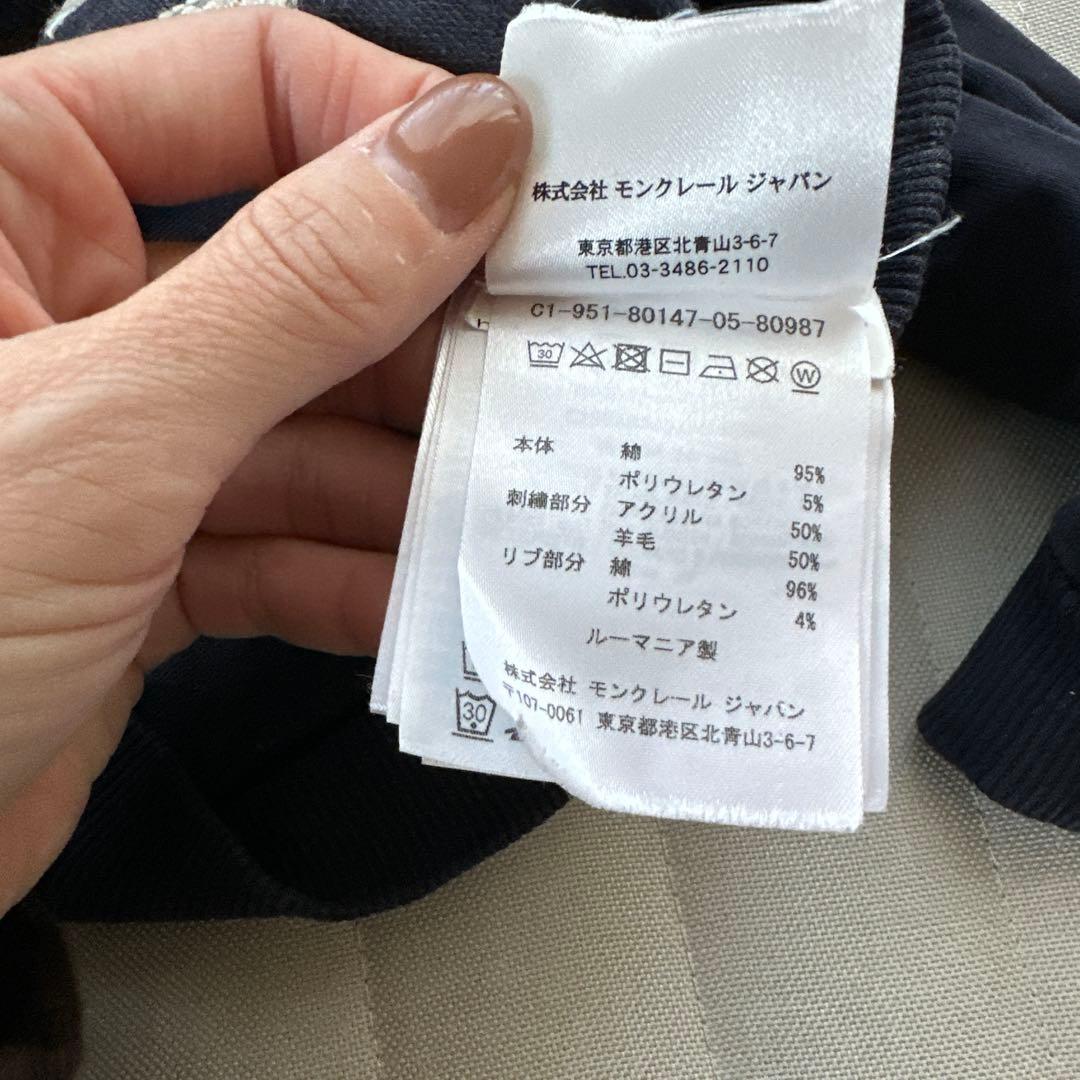 株式会社 モンクレール ジャパン
東京都港区北青山3-6-7
TEL.03-3486-2110
C1-951-80147-05-80987
30 W
本体 綿 95%
ポリウレタン 5%
刺繍部分 アクリル 50%
羊毛 50%
リブ部分 綿 96%
ポリウレタン 4%
ルーマニア製
株式会社 モンクレール ジャパン
〒107-0061 東京都港区北青山3-6-7
30